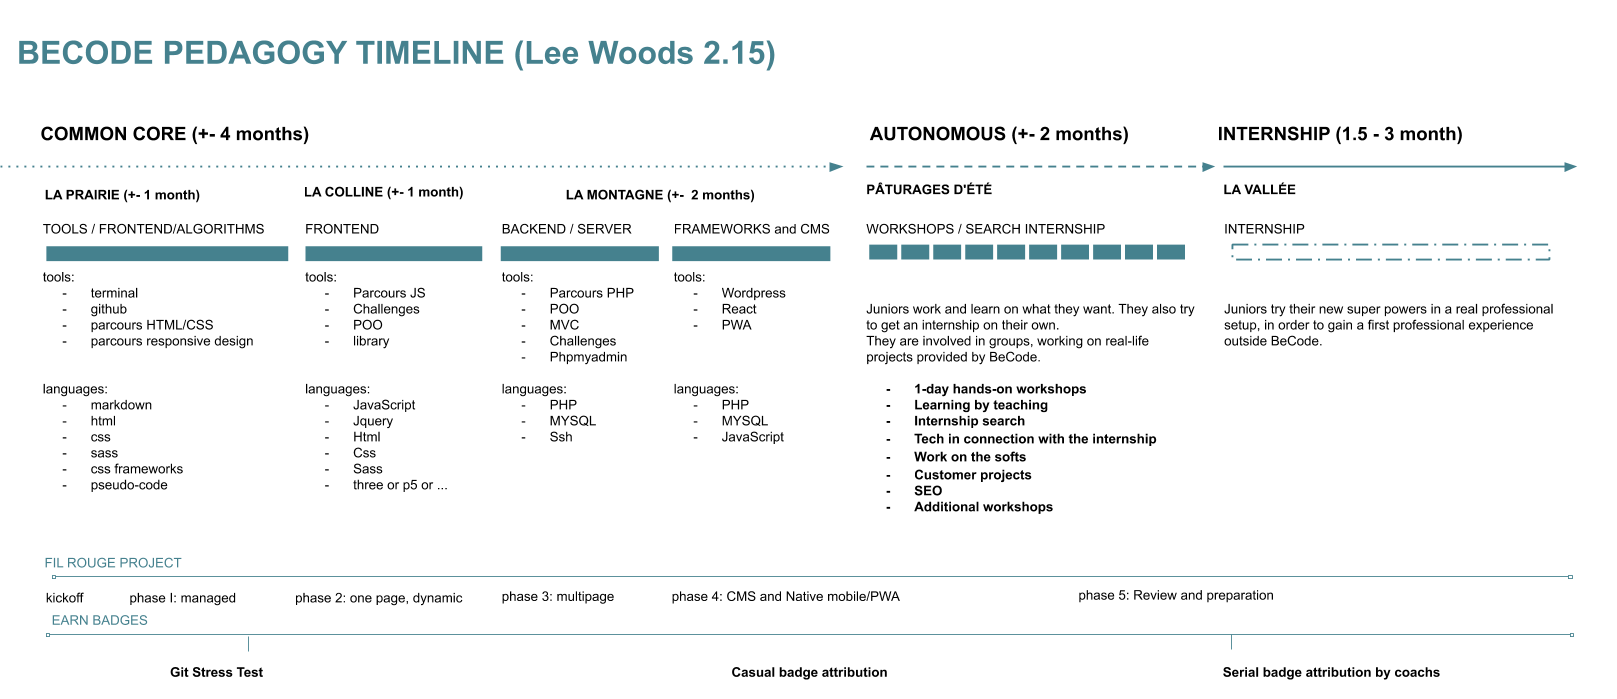 BECODE PEDAGOGY TIMELINE (Lee Woods 2.15)
COMMON CORE (+- 4 months)
LA PRAIRIE (+- 1 month)
TOOLS / FRONTEND/ALGORITHMS
tools:
- terminal
- github
- parcours HTML/CSS
- parcours responsive design
languages:
- markdown
- html
- css
- sass
- css frameworks
- pseudo-code
LA COLLINE (+- 1 month)
FRONTEND
tools:
- Parcours JS
- Challenges
- POO
- library
languages:
- JavaScript
- Jquery
- Html
- Css
- Sass
- three or p5 or ...
LA MONTAGNE (+-  2 months)
BACKEND / SERVER
tools:
- Parcours PHP
- POO
- MVC
- Challenges
- Phpmyadmin
languages:
- PHP
- MYSQL
- Ssh
FRAMEWORKS and CMS
tools:
- Wordpress
- React
- PWA
languages:
- PHP
- MYSQL
- JavaScript
AUTONOMOUS (+- 2 months)
PÂTURAGES D'ÉTÉ
WORKSHOPS / SEARCH INTERNSHIP
Juniors work and learn on what they want. They also try
to get an internship on their own.
They are involved in groups, working on real-life
projects provided by BeCode.
- 1-day hands-on workshops
- Learning by teaching
- Internship search
- Tech in connection with the internship
- Work on the softs
- Customer projects
- SEO
- Additional workshops
INTERNSHIP (1.5 - 3 month)
LA VALLÉE
INTERNSHIP
Juniors try their new super powers in a real professional
setup, in order to gain a first professional experience
outside BeCode.
FIL ROUGE PROJECT
kickoff
phase I: managed
phase 2: one page, dynamic
phase 3: multipage
phase 4: CMS and Native mobile/PWA
phase 5: Review and preparation
EARN BADGES
Git Stress Test
Casual badge attribution
Serial badge attribution by coachs